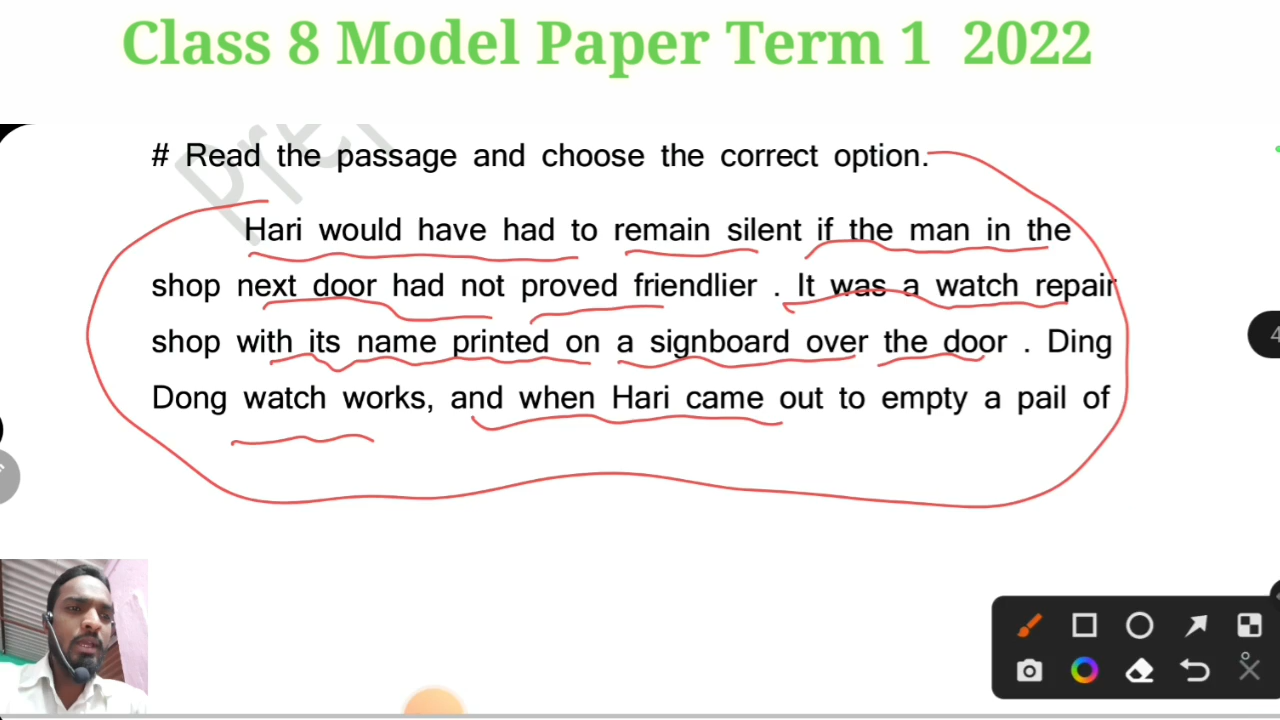 Class 8 Model Paper Term 1 2022
# Read the passage and choose the correct option.
Hari would have had to remain silent if the man in the
shop next door had not proved friendlier . It was a watch repair
shop with its name printed on a signboard over the door . Ding
Dong watch works, and when Hari came out to empty a pail of